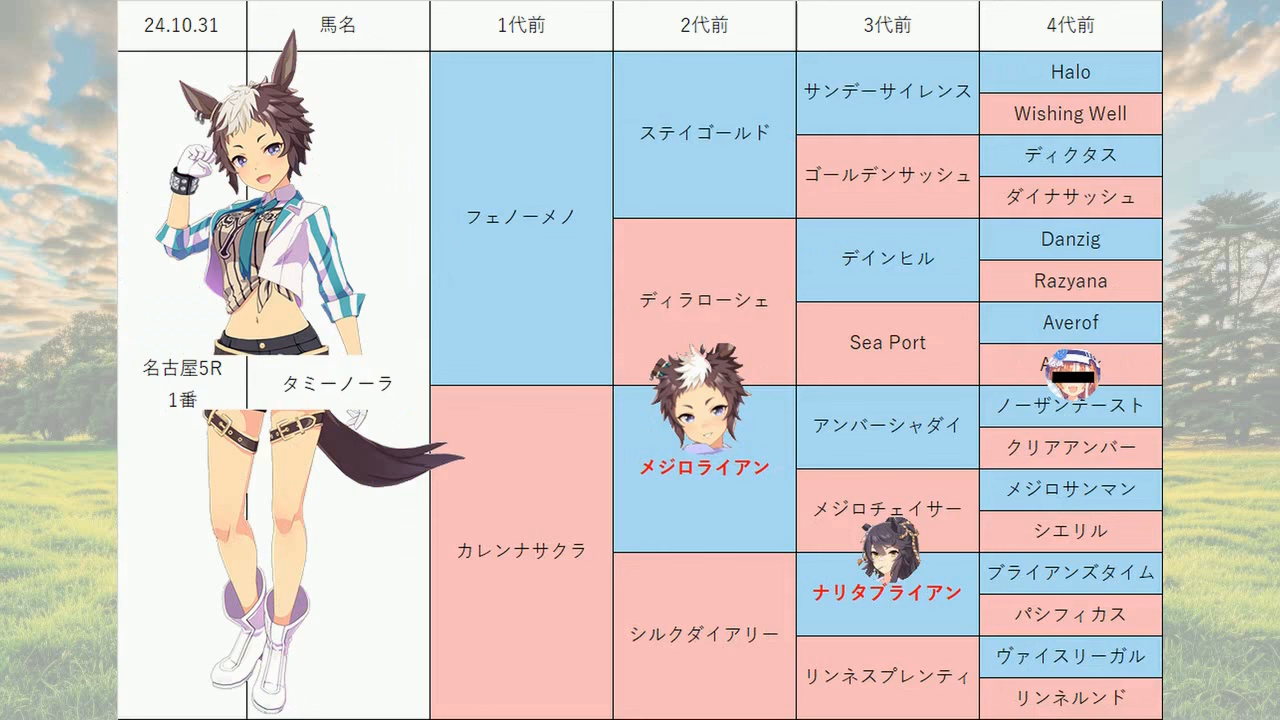 24.10.31
馬名
1代前
2代前
3代前
4代前
名古屋5R
1番
タミーノーラ
フェノーメノ
カレンナサクラ
ステイゴールド
ディラローシェ
メジロライアン
シルクダイアリー
サンデーサイレンス
ゴールデンサッシュ
デインヒル
Sea Port
アンバーシャダイ
メジロチェイサー
ナリタブライアン
リンネスプレンティ
Halo
Wishing Well
ディクタス
ダイナサッシュ
Danzig
Razyana
Averof
ノーザンテースト
クリアアンバー
メジロサンマン
シエリル
ブライアンズタイム
パシフィカス
ヴァイスリーガル
リンネルンド